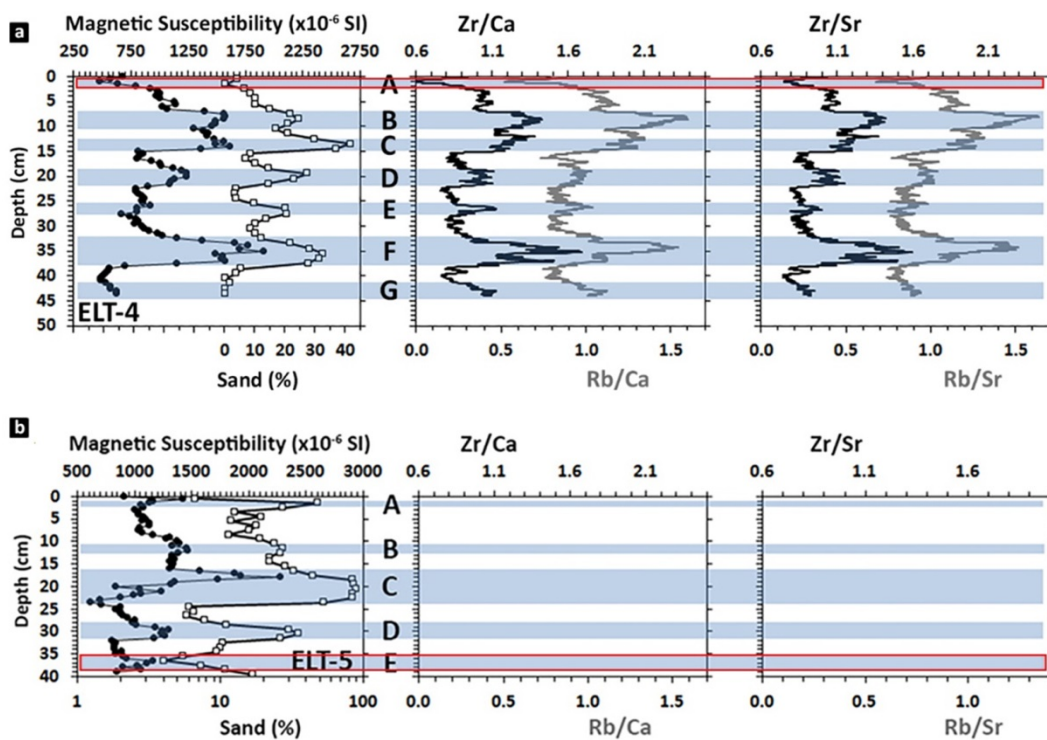 a
Magnetic Susceptibility (x10⁻⁶ SI) Zr/Ca Zr/Sr
250 750 1250 1750 2250 2750 0.6 1.1 1.6 2.1 0.6 1.1 1.6 2.1
0
5
10
15
20
25
30
35
40
45
50
Depth (cm)
A
B
C
D
E
F
G
ELT-4
0 10 20 30 40 0.0 0.5 1.0 1.5 0.0 0.5 1.0 1.5
Sand (%) Rb/Ca Rb/Sr
b
Magnetic Susceptibility (x10⁻⁶ SI) Zr/Ca Zr/Sr
500 1000 1500 2000 2500 3000 0.6 1.1 1.6 2.1 0.6 1.1 1.6
0
5
10
15
20
25
30
35
40
Depth (cm)
A
B
C
D
E
ELT-5
1 10 100 0.0 0.5 1.0 1.5 0.0 0.5 1.0
Sand (%) Rb/Ca Rb/Sr